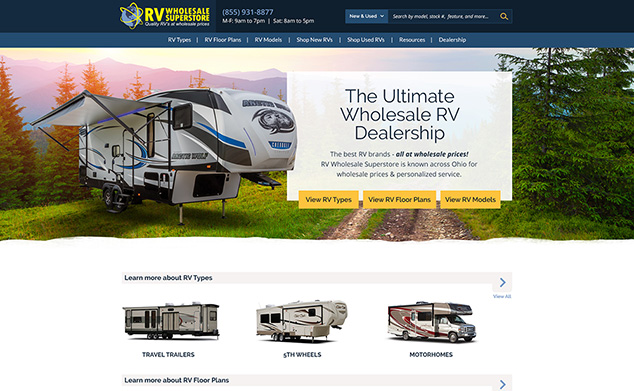 RV WHOLESALE
SUPERSTORE
Quality RV's at wholesale prices
(855) 931-8877
M-F: 9am to 7pm | Sat: 8am to 5pm
New & Used
Search by model, stock #, feature, and more...
RV Types | RV Floor Plans | RV Models | Shop New RVs | Shop Used RVs | Resources | Dealership
The Ultimate
Wholesale RV
Dealership
The best RV brands - all at wholesale prices!
RV Wholesale Superstore is known across Ohio for
wholesale prices & personalized service.
View RV Types
View RV Floor Plans
View RV Models
ARCTIC WOLF
CHEROKEE
Learn more about RV Types
View All
TRAVEL TRAILERS
5TH WHEELS
MOTORHOMES
Learn more about RV Floor Plans